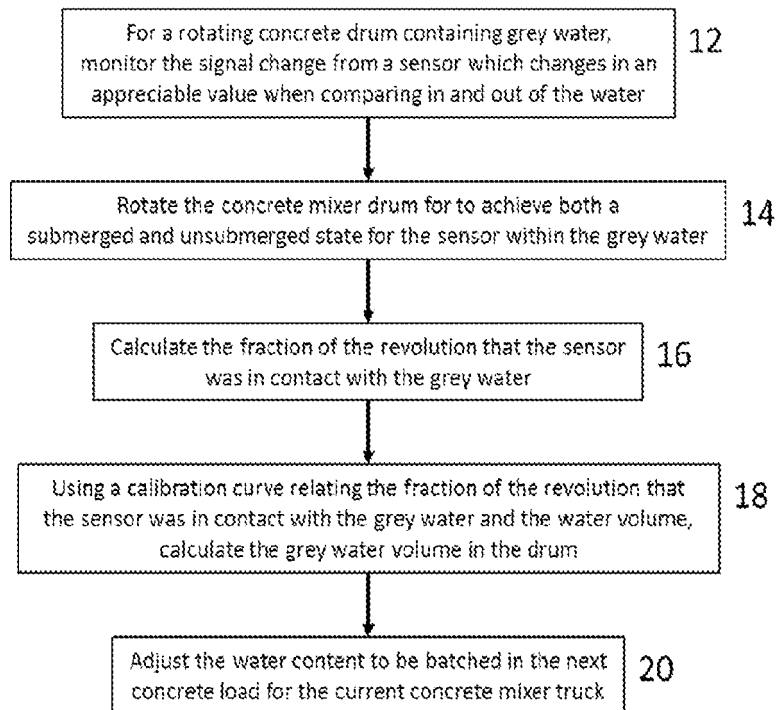 For a rotating concrete drum containing grey water,
monitor the signal change from a sensor which changes in an
appreciable value when comparing in and out of the water
12
Rotate the concrete mixer drum for to achieve both a
submerged and unsubmerged state for the sensor within the grey water
14
Calculate the fraction of the revolution that the sensor
was in contact with the grey water
16
Using a calibration curve relating the fraction of the revolution that
the sensor was in contact with the grey water and the water volume,
calculate the grey water volume in the drum
18
Adjust the water content to be batched in the next
concrete load for the current concrete mixer truck
20